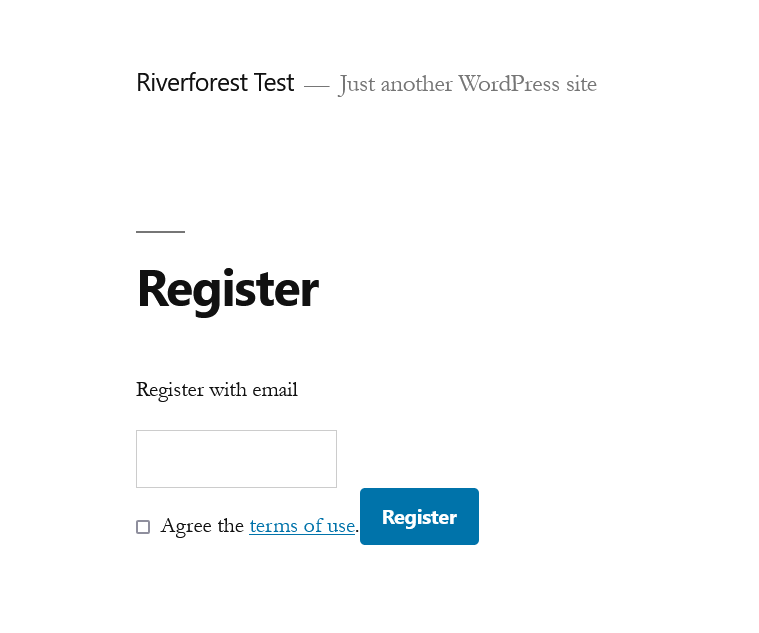 Riverforest Test — Just another WordPress site
Register
Register with email
Agree the terms of use. Register